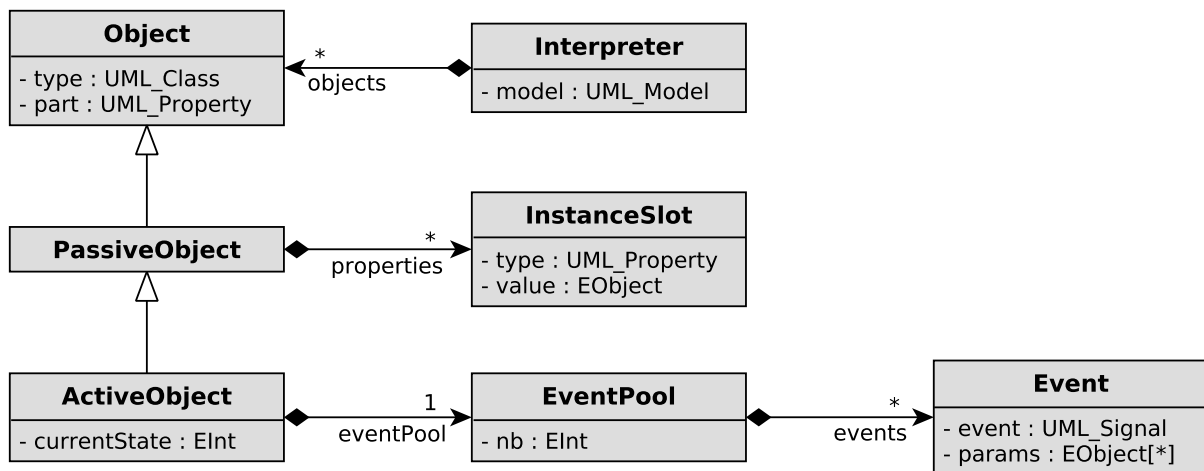 Object
- type : UML_Class
- part : UML_Property
*
objects
Interpreter
- model : UML_Model
PassiveObject
*
properties
InstanceSlot
- type : UML_Property
- value : EObject
ActiveObject
- currentState : EInt
1
eventPool
EventPool
- nb : EInt
*
events
Event
- event : UML_Signal
- params : EObject[*]